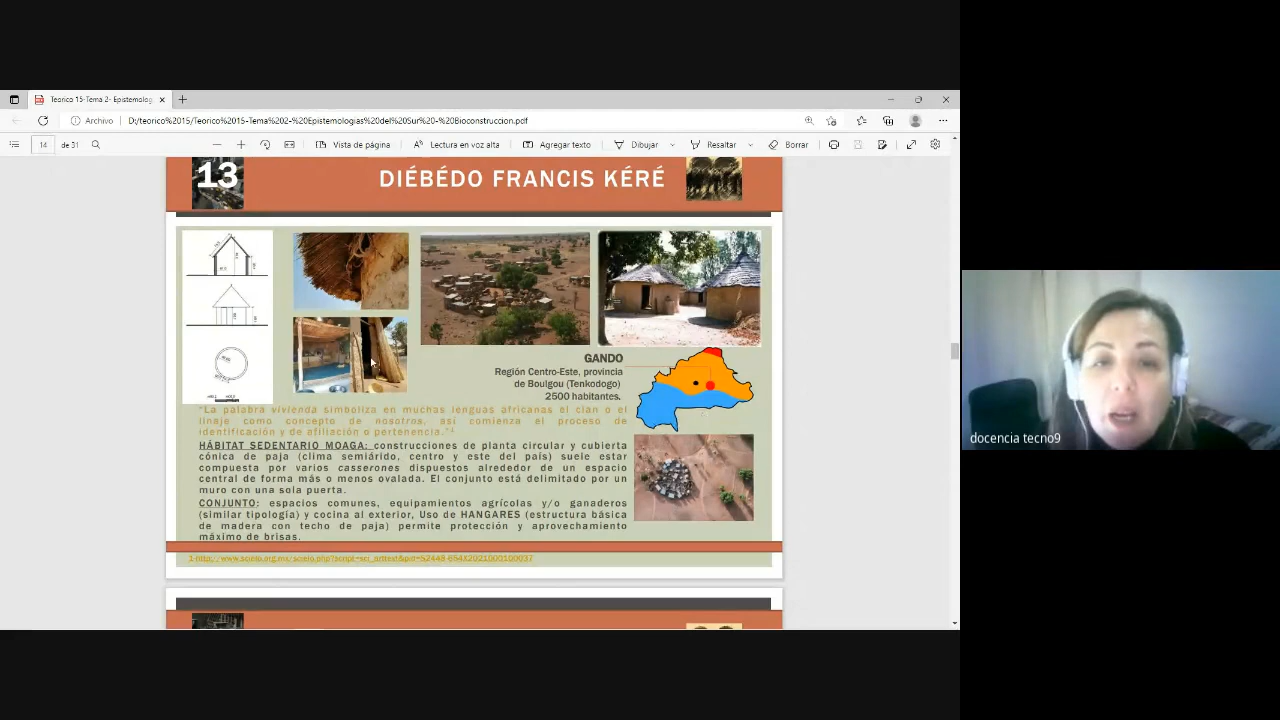 Teorico 15-Tema 2- Epistemolog
Archivo
D:/teorico%2015/Teorico%2015-Tema%202-%20Epistemologias%20del%20Sur%20-%20Bioconstruccion.pdf
14 de 31
Vista de página
Lectura en voz alta
Agregar texto
Dibujar
Resaltar
Borrar
13
DIÉBÉDO FRANCIS KÉRÉ
GANDO
Región Centro-Este, provincia
de Boulgou (Tenkodogo)
2500 habitantes.
"La palabra vivienda simboliza en muchas lenguas africanas el clan o el
linaje como concepto de nosotros, así comienza el proceso de
identificación y de afiliación o pertenencia."1
HÁBITAT SEDENTARIO MOAGA: construcciones de planta circular y cubierta
cónica de paja (clima semiárido, centro y este del país) suele estar
compuesta por varios casserones dispuestos alrededor de un espacio
central de forma más o menos ovalada. El conjunto está delimitado por un
muro con una sola puerta.
CONJUNTO: espacios comunes, equipamientos agrícolas y/o ganaderos
(similar tipología) y cocina al exterior, Uso de HANGARES (estructura básica
de madera con techo de paja) permite protección y aprovechamiento
máximo de brisas.
docencia tecno9